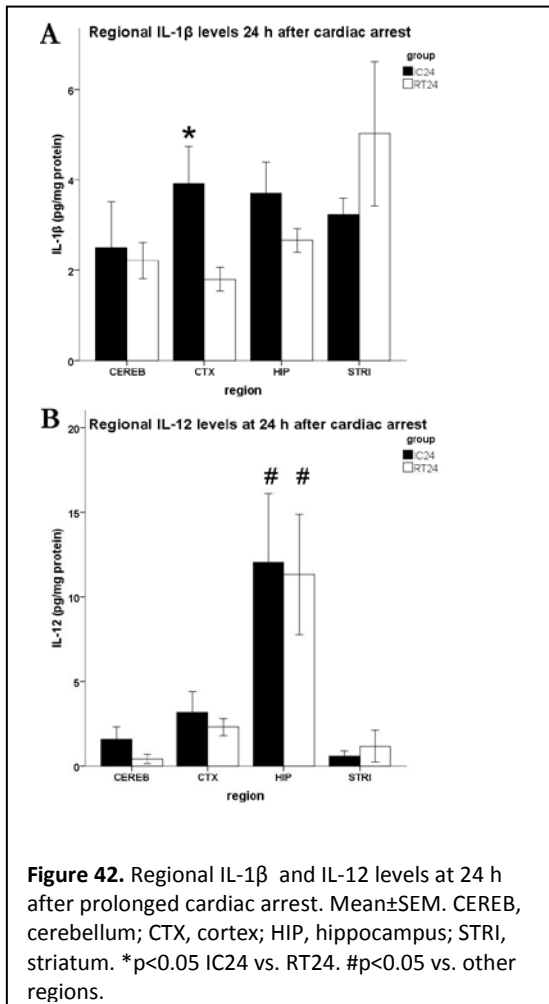 A
Regional IL-1β levels 24 h after cardiac arrest
group
IC24
RT24
IL-1β (pg/mg protein)
6
4
2
0
*
CEREB CTX HIP STRI
region
B
Regional IL-12 levels at 24 h after cardiac arrest
group
IC24
RT24
IL-12 (pg/mg protein)
20
15
10
5
0
# #
CEREB CTX HIP STRI
region
Figure 42. Regional IL-1β and IL-12 levels at 24 h
after prolonged cardiac arrest. Mean±SEM. CEREB,
cerebellum; CTX, cortex; HIP, hippocampus; STRI,
striatum. *p<0.05 IC24 vs. RT24. #p<0.05 vs. other
regions.